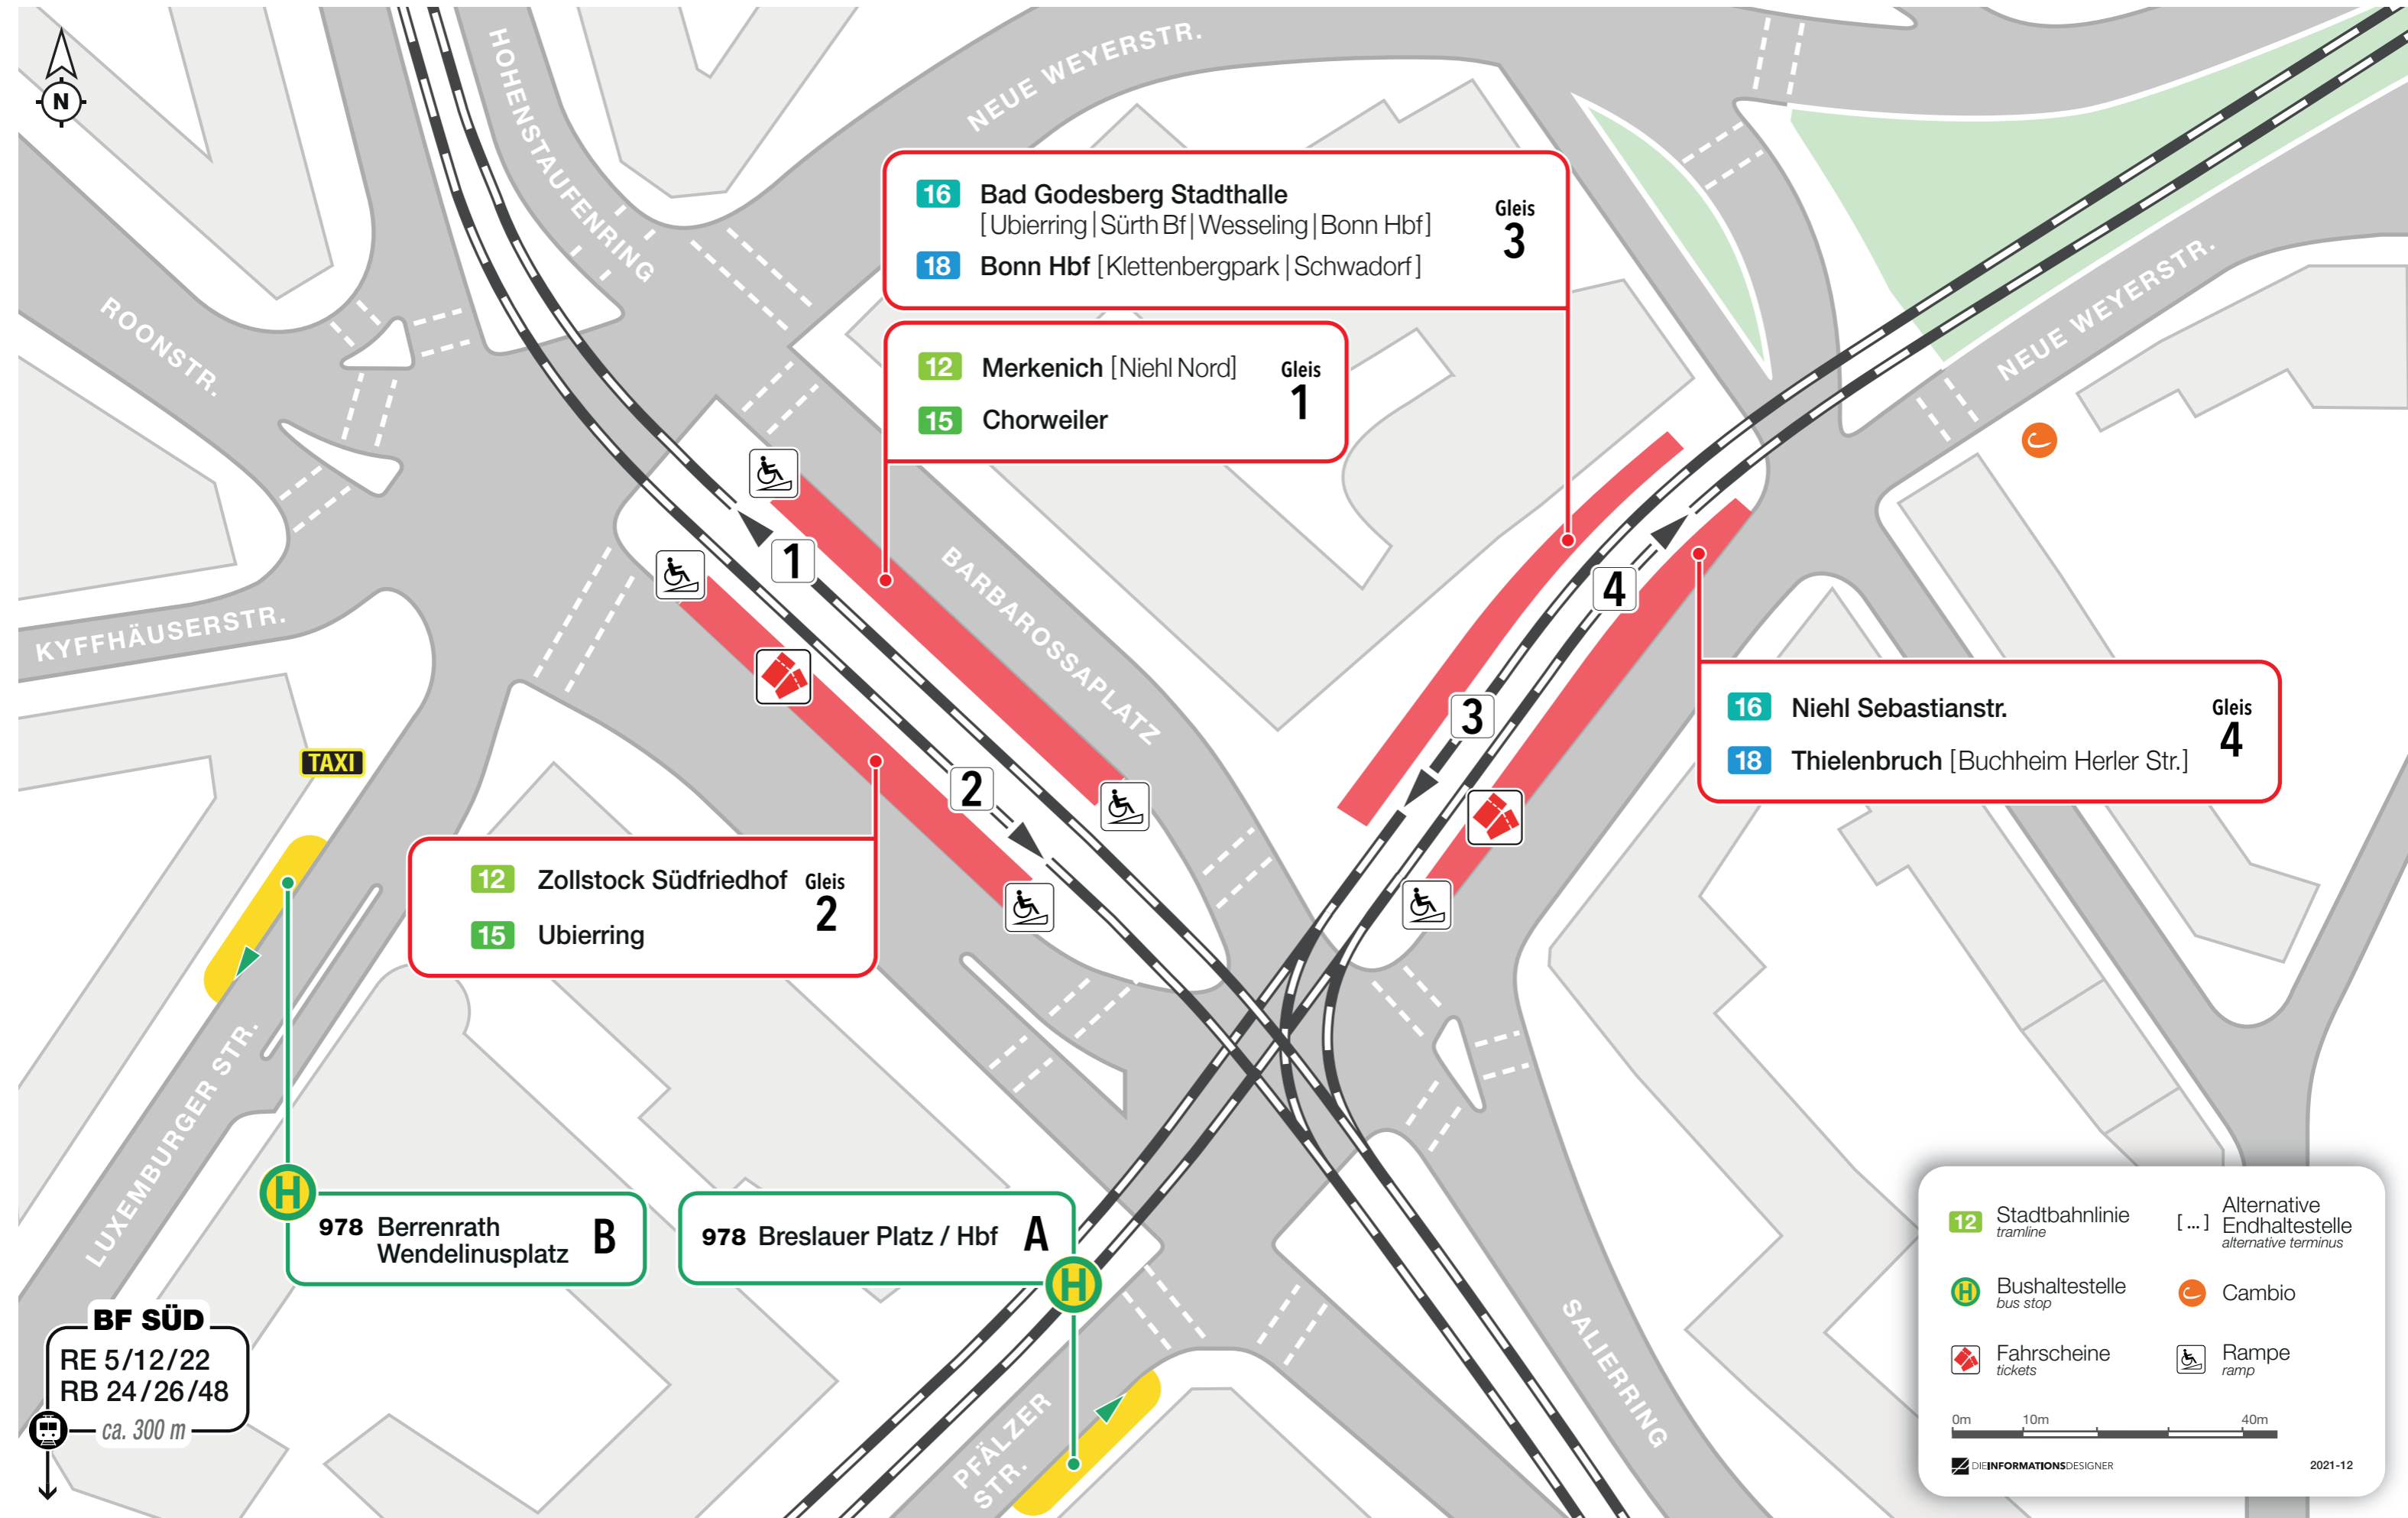 N
HOHENSTAUFENRING
NEUE WEYERSTR.
ROONSTR.
16 Bad Godesberg Stadthalle
[Ubierring|Sürth Bf|Wesseling|Bonn Hbf]
18 Bonn Hbf [Klettenbergpark|Schwadorf]
Gleis
3
12 Merkenich [Niehl Nord]
15 Chorweiler
Gleis
1
NEUE WEYERSTR.
1
BARBAROSSAPLATZ
4
KYFFHÄUSERSTR.
3
2
16 Niehl Sebastianstr.
18 Thielenbruch [Buchheim Herler Str.]
Gleis
4
TAXI
12 Zollstock Südfriedhof
15 Ubierring
Gleis
2
LUXEMBURGER STR.
H
978 Berrenrath
Wendelinusplatz
B
978 Breslauer Platz / Hbf A
H
BF SÜD
RE 5/12/22
RB 24/26/48
ca. 300 m
PFÄLZER
STR.
SALIERRING
12 Stadtbahnlinie
tramline
[ ... ] Alternative
Endhaltestelle
alternative terminus
H Bushaltestelle
bus stop
Cambio
Fahrscheine
tickets
Rampe
ramp
0m 10m 40m
DIEINFORMATIONSDESIGNER
2021-12